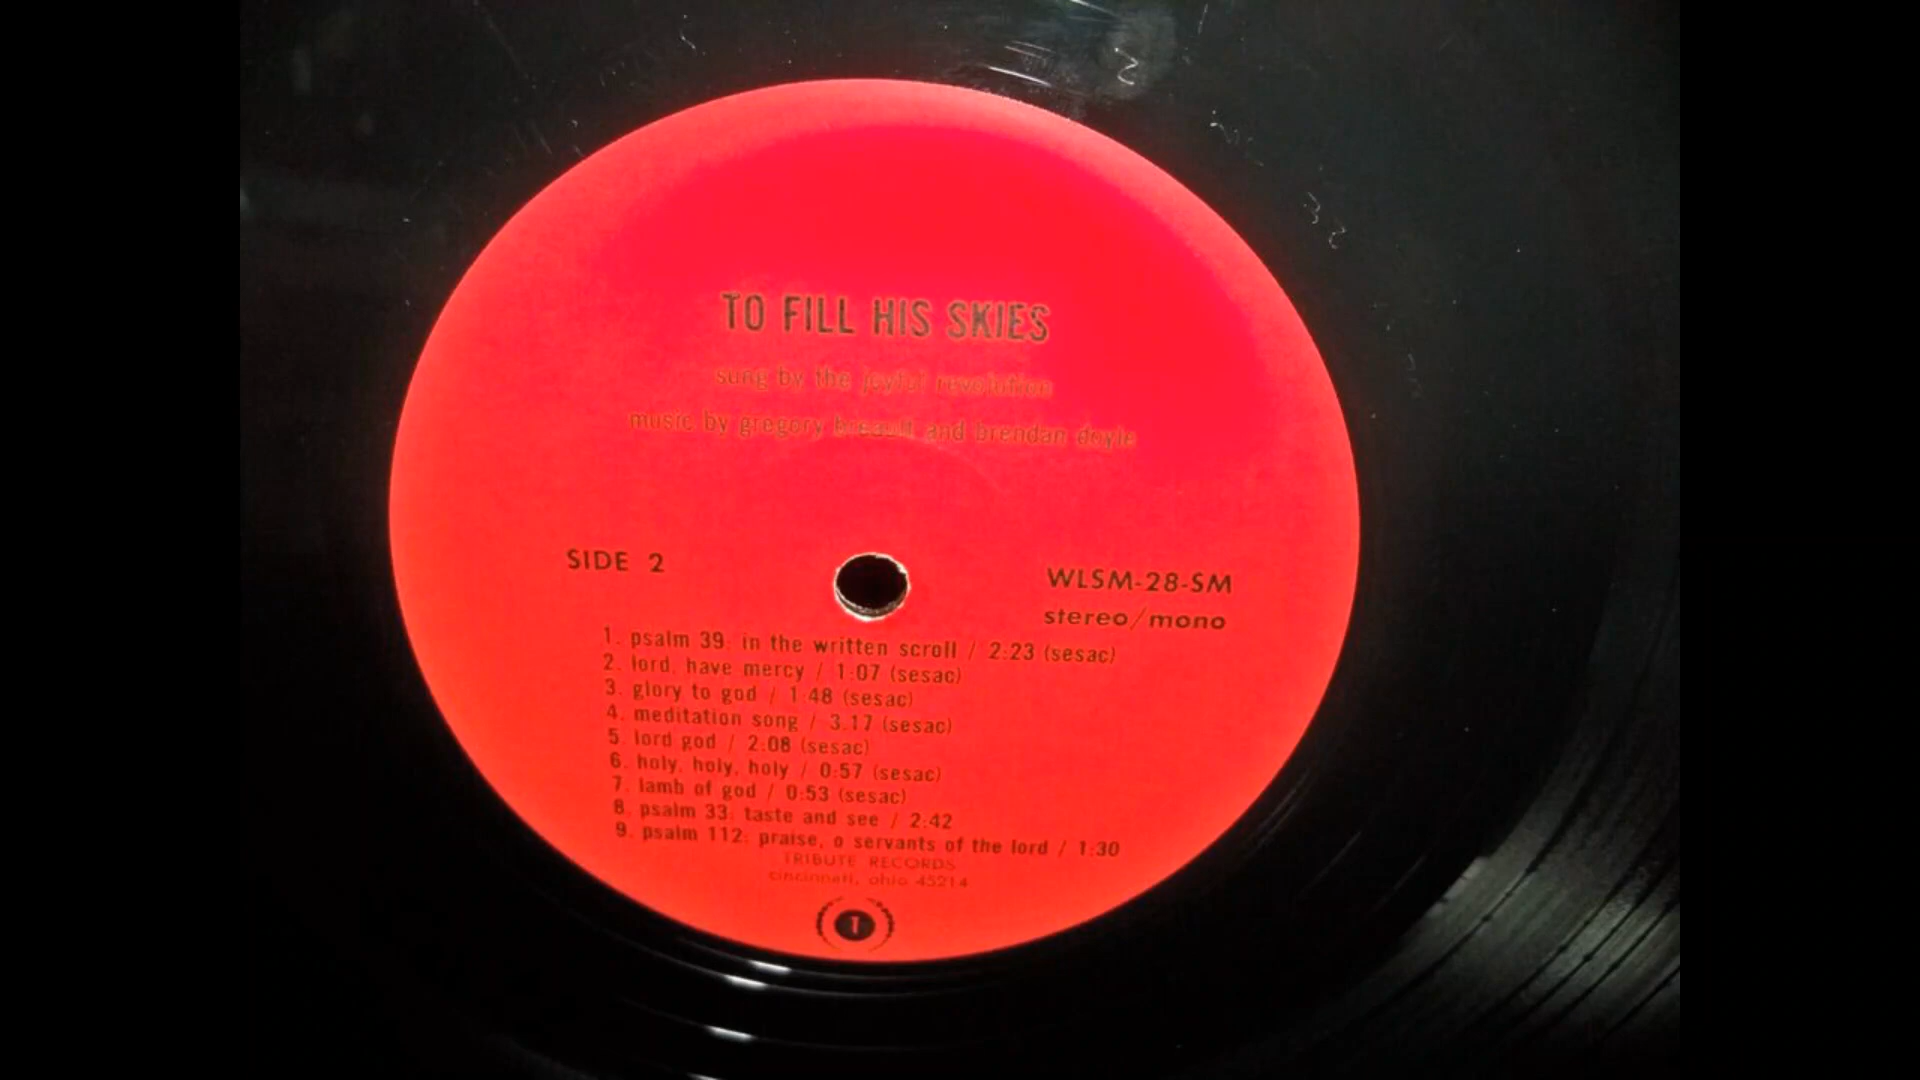 TO FILL HIS SKIES
sung by the joyful revolution
music by gregory breault and brendan doyle
SIDE 2
WLSM-28-SM
stereo/mono
1. psalm 39: in the written scroll / 2:23 (sesac)
2. lord, have mercy / 1:07 (sesac)
3. glory to god / 1:48 (sesac)
4. meditation song / 3.17 (sesac)
5. lord god / 2:08 (sesac)
6. holy, holy, holy / 0:57 (sesac)
7. lamb of god / 0:53 (sesac)
8. psalm 33: taste and see / 2:42
9. psalm 112: praise, o servants of the lord / 1:30
TRIBUTE RECORDS
cincinnati, ohio 45214
T